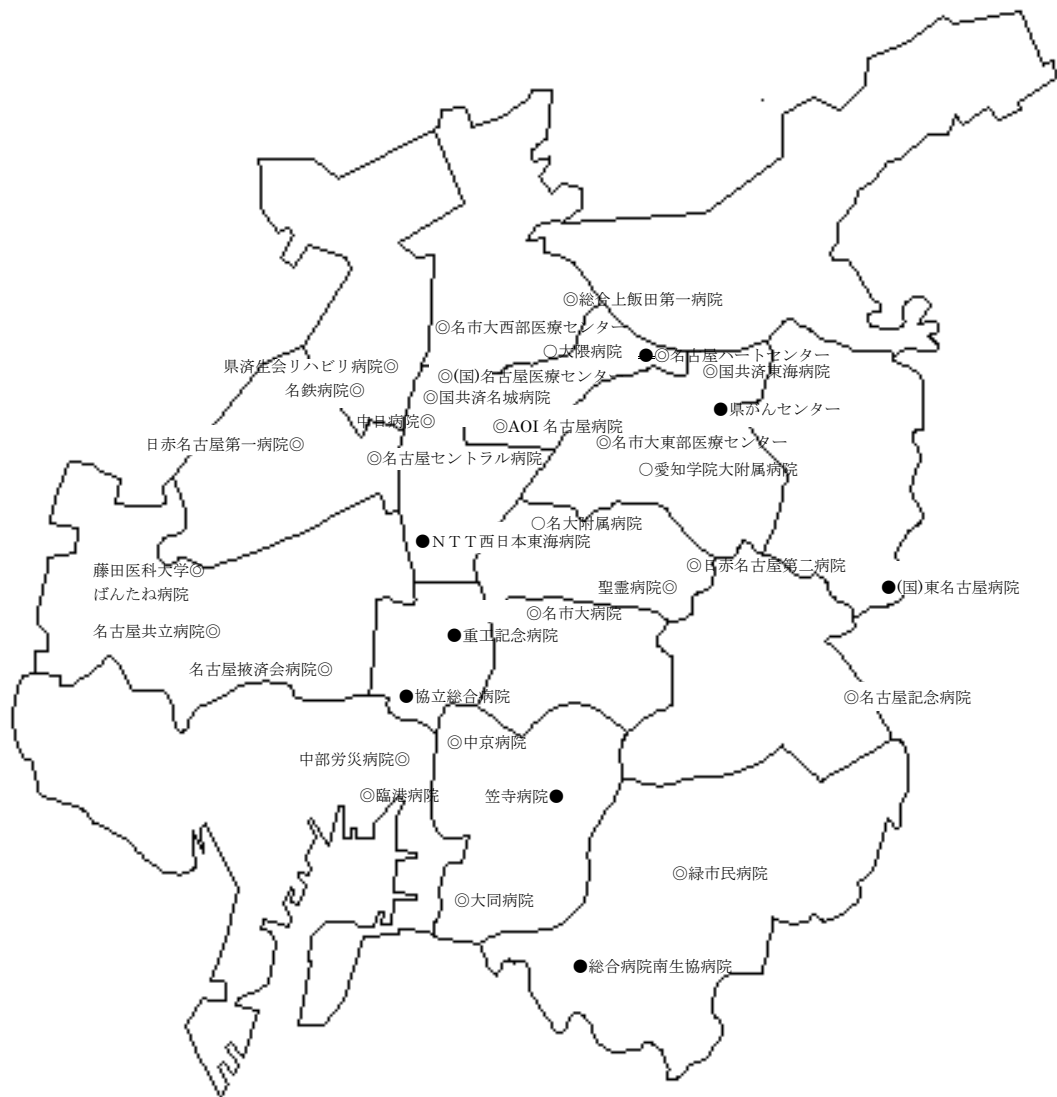 ◎総合上飯田第一病院
◎名市大西部医療センター
○大隈病院
●◎名古屋ハートセンター
県済生会リハビリ病院◎
◎(国)名古屋医療センター
◎国共済東海病院
名鉄病院◎
◎国共済名城病院
●県がんセンター
中日病院◎
◎AOI 名古屋病院
日赤名古屋第一病院◎
◎名市大東部医療センター
◎名古屋セントラル病院
○愛知学院大附属病院
○名大附属病院
●NTT西日本東海病院
藤田医科大学◎
ばんたね病院
◎日赤名古屋第二病院
聖霊病院◎
●(国)東名古屋病院
◎名市大病院
名古屋共立病院◎
●重工記念病院
名古屋掖済会病院◎
●協立総合病院
◎名古屋記念病院
◎中京病院
中部労災病院◎
◎臨港病院
笠寺病院●
◎緑市民病院
◎大同病院
●総合病院南生協病院